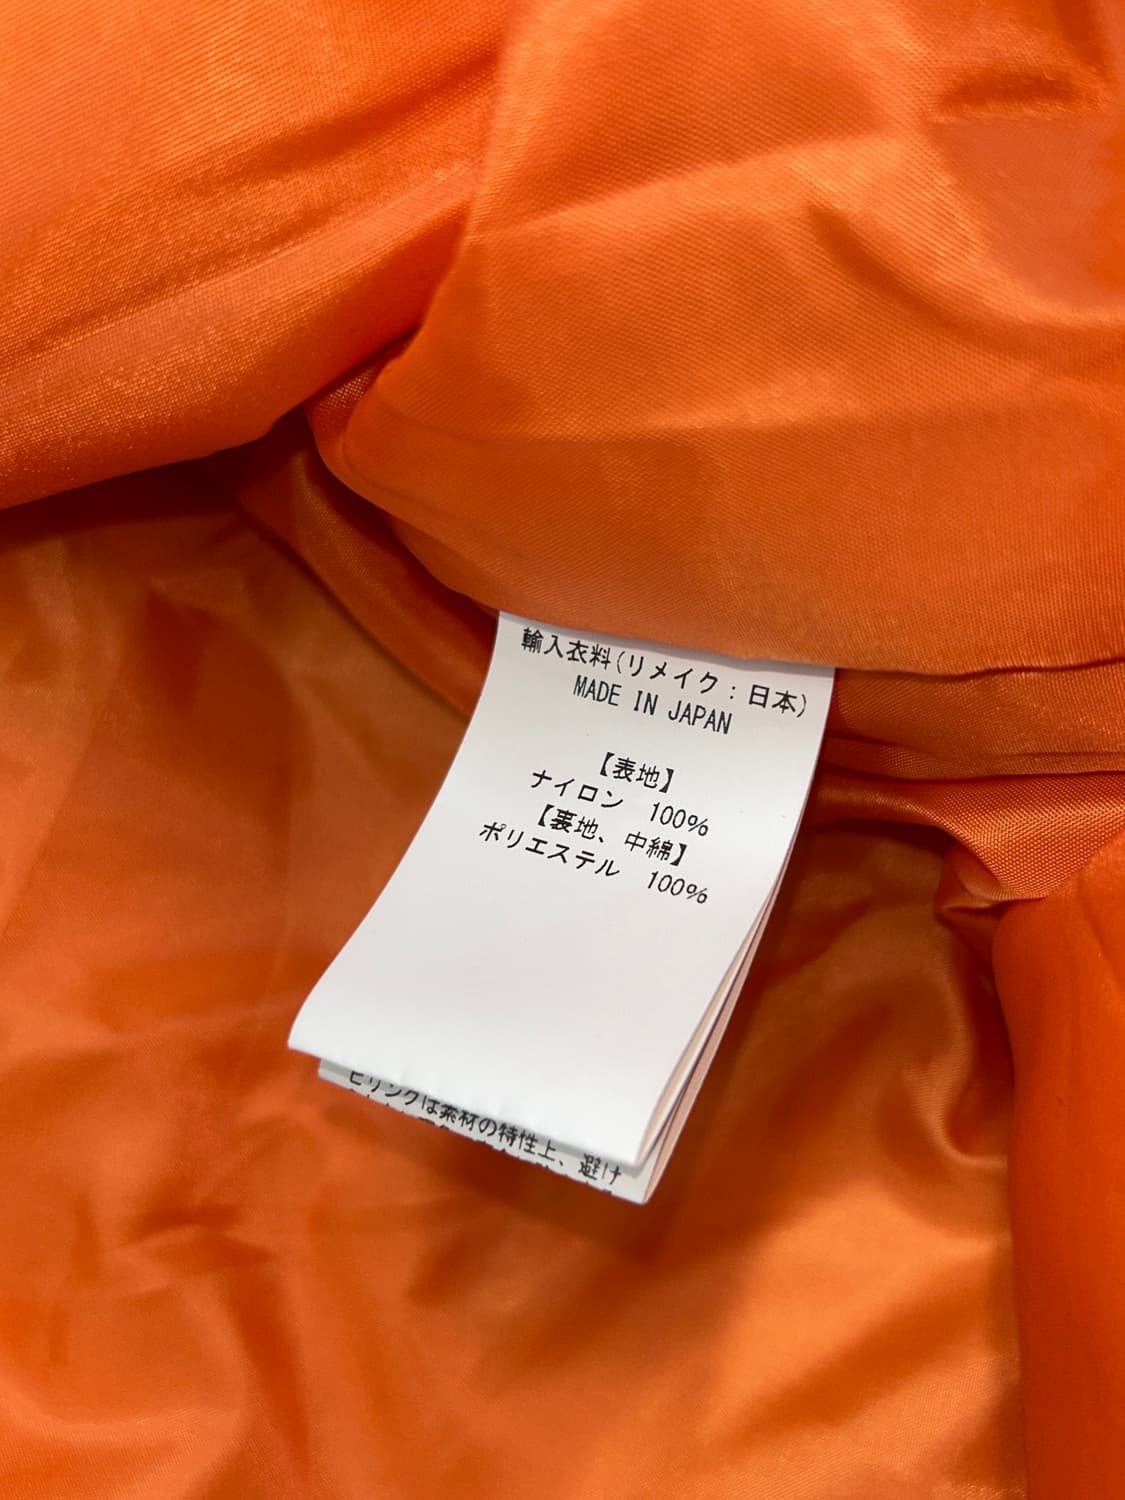 輸入衣料(リメイク:日本)
MADE IN JAPAN
【表地】
ナイロン 100%
【裏地、中綿】
ポリエステル 100%
ピリングは素材の特性上、避け